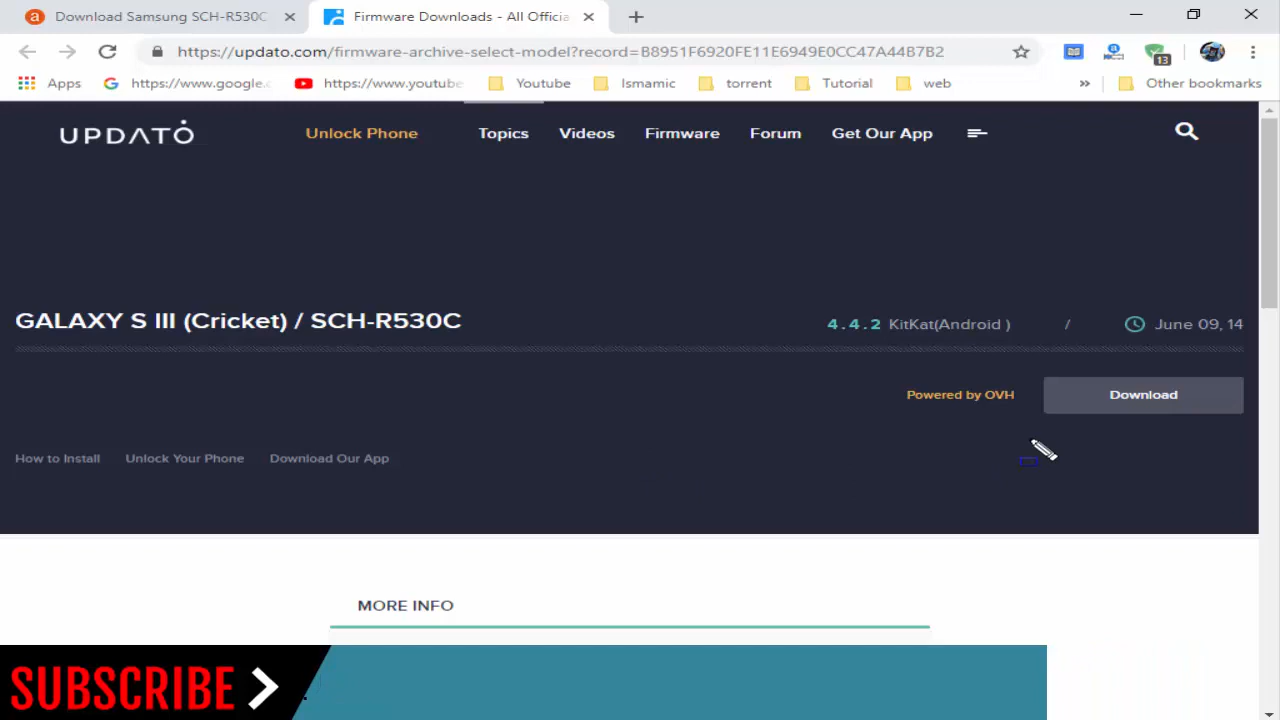 Download Samsung SCH-R530C
Firmware Downloads - All Officia
https://updato.com/firmware-archive-select-model?record=B8951F6920FE11E6949E0CC47A44B7B2
13
Apps
https://www.google.c
https://www.youtube
Youtube
Ismamic
torrent
Tutorial
web
»
Other bookmarks
UPDATO
Unlock Phone
Topics
Videos
Firmware
Forum
Get Our App
GALAXY S III (Cricket) / SCH-R530C
4.4.2 KitKat(Android ) / June 09, 14
Powered by OVH
Download
How to Install
Unlock Your Phone
Download Our App
MORE INFO
SUBSCRIBE